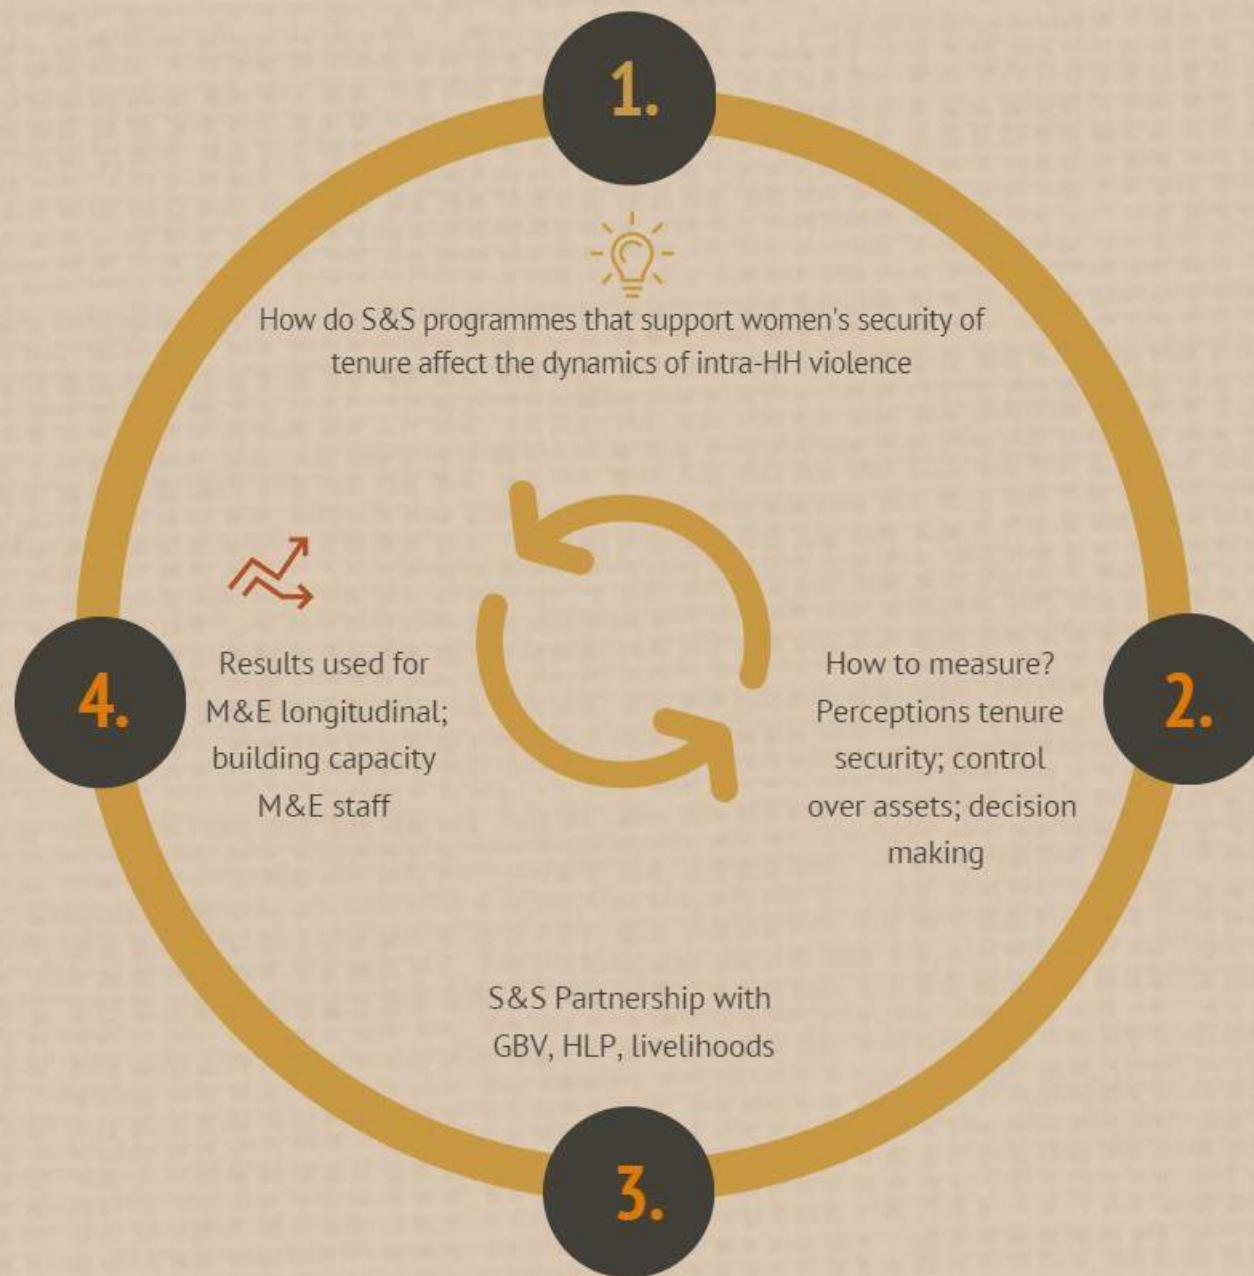 1.
How do S&S programmes that support women's security of
tenure affect the dynamics of intra-HH violence
2.
How to measure?
Perceptions tenure
security; control
over assets; decision
making
3.
S&S Partnership with
GBV, HLP, livelihoods
4.
Results used for
M&E longitudinal;
building capacity
M&E staff